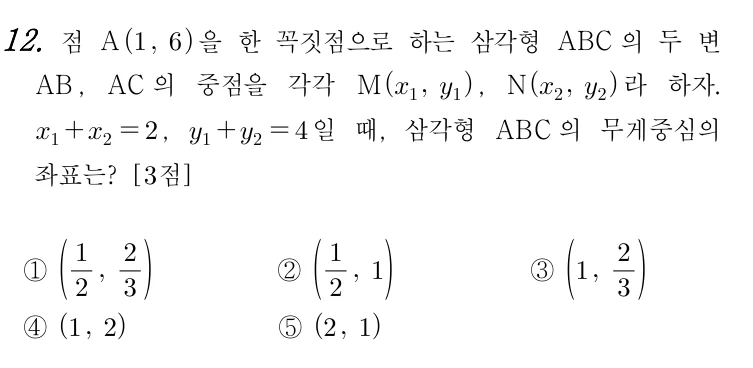 12. 점 A(1, 6)을 한 꼭짓점으로 하는 삼각형 ABC의 두 변
AB, AC의 중점을 각각 M(x₁, y₁), N(x₂, y₂)라 하자.
x₁+x₂=2, y₁+y₂=4일 때, 삼각형 ABC의 무게중심의
좌표는? [3점]
① (1/2, 2/3) ② (1/2, 1) ③ (1, 2/3)
④ (1, 2) ⑤ (2, 1)